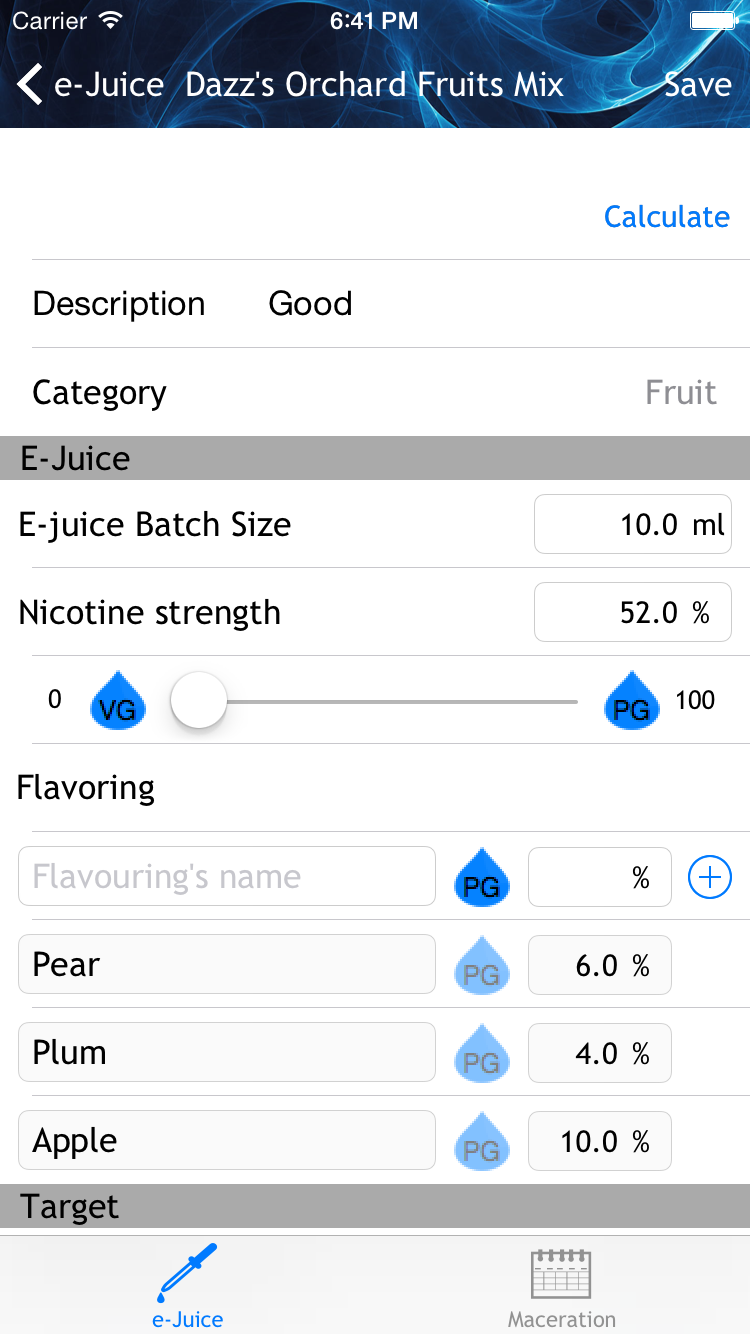 Carrier 6:41 PM
e-Juice Dazz's Orchard Fruits Mix Save
Calculate
Description Good
Category Fruit
E-Juice
E-juice Batch Size 10.0 ml
Nicotine strength 52.0 %
0 VG PG 100
Flavoring
Flavouring's name PG %
Pear PG 6.0 %
Plum PG 4.0 %
Apple PG 10.0 %
Target
e-Juice Maceration